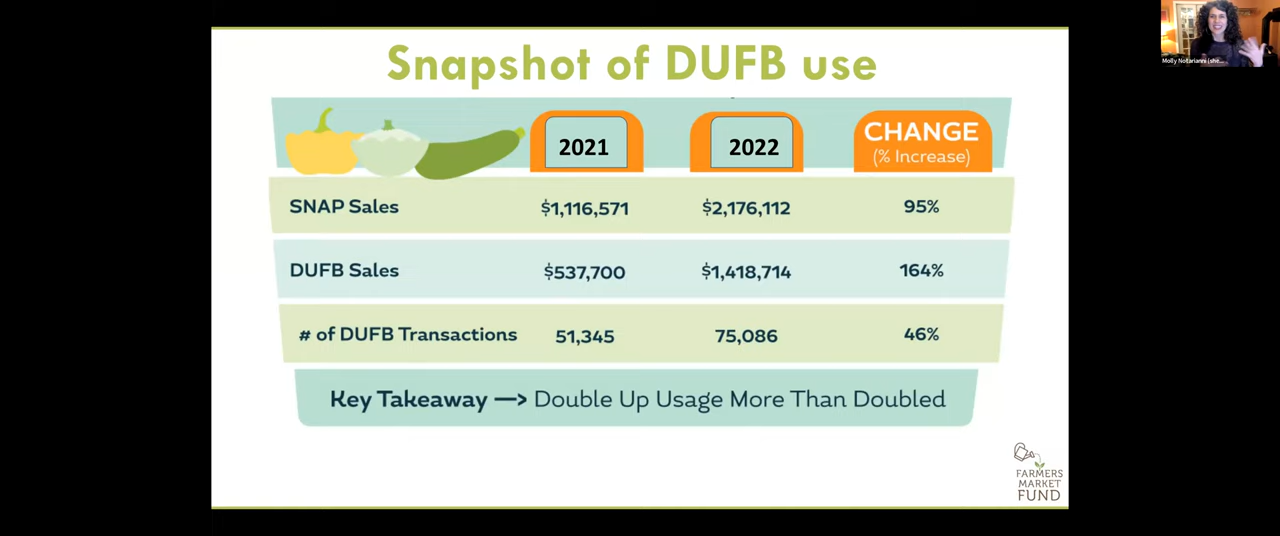 Snapshot of DUFB use
2021 2022 CHANGE
(% Increase)
SNAP Sales $1,116,571 $2,176,112 95%
DUFB Sales $537,700 $1,418,714 164%
# of DUFB Transactions 51,345 75,086 46%
Key Takeaway —> Double Up Usage More Than Doubled
FARMERS
MARKET
FUND
Molly Notarianni (she...